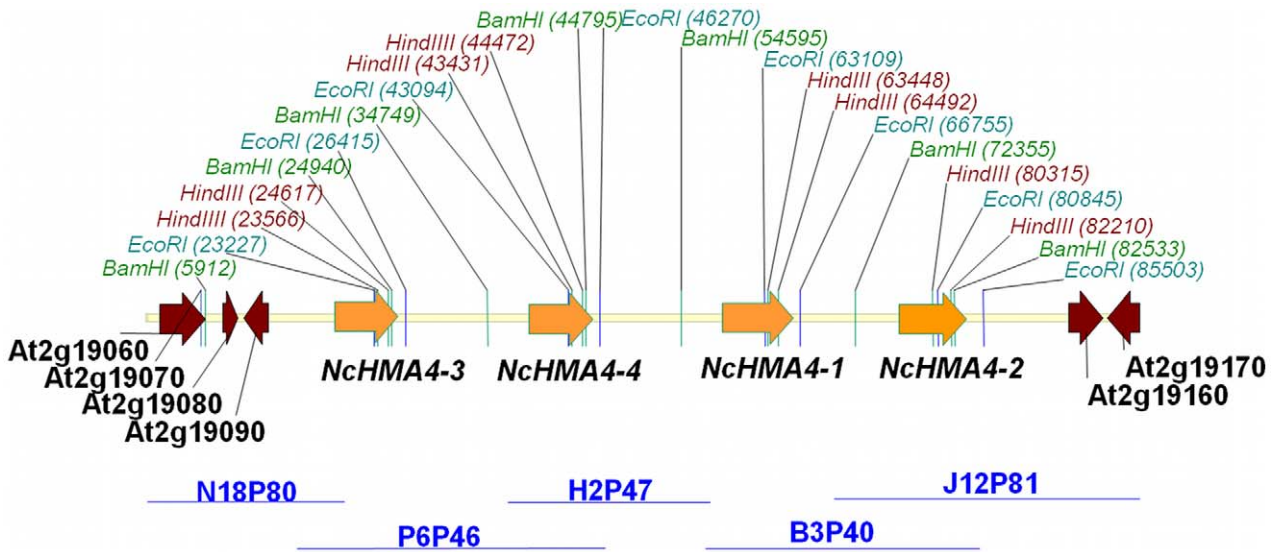 BamHI (44795) EcoRI (46270)
HindIIII (44472) BamHI (54595)
HindIII (43431) EcoRI (63109)
EcoRI (43094) HindIII (63448)
BamHI (34749) HindIII (64492)
EcoRI (26415) EcoRI (66755)
BamHI (24940) BamHI (72355)
HindIII (24617) HindIII (80315)
HindIIII (23566) EcoRI (80845)
EcoRI (23227) HindIII (82210)
BamHI (5912) BamHI (82533)
EcoRI (85503)
At2g19060
At2g19070
At2g19080
At2g19090
NcHMA4-3 NcHMA4-4 NcHMA4-1 NcHMA4-2
At2g19170
At2g19160
N18P80 H2P47 J12P81
P6P46 B3P40